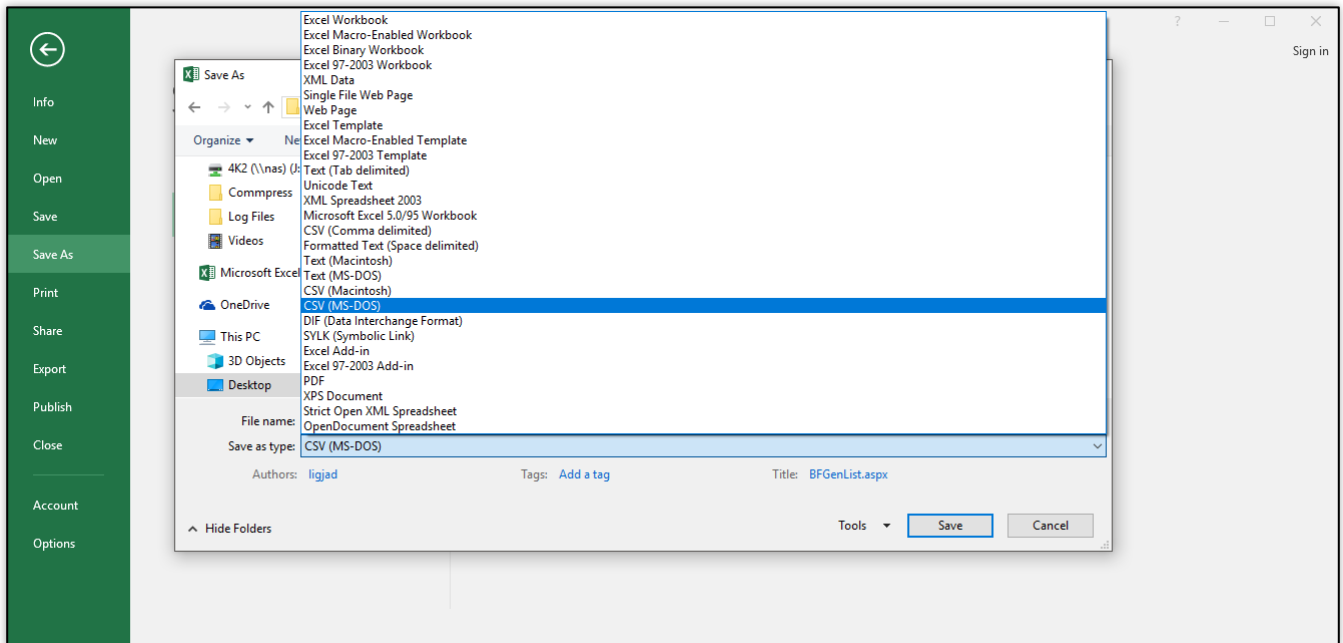 Sign in
Info
New
Open
Save
Save As
Print
Share
Export
Publish
Close
Account
Options
Save As
Organize
Ne
4K2 (\\nas) (J:
Commpress
Log Files
Videos
Microsoft Excel
OneDrive
This PC
3D Objects
Desktop
Excel Workbook
Excel Macro-Enabled Workbook
Excel Binary Workbook
Excel 97-2003 Workbook
XML Data
Single File Web Page
Web Page
Excel Template
Excel Macro-Enabled Template
Excel 97-2003 Template
Text (Tab delimited)
Unicode Text
XML Spreadsheet 2003
Microsoft Excel 5.0/95 Workbook
CSV (Comma delimited)
Formatted Text (Space delimited)
Text (Macintosh)
Text (MS-DOS)
CSV (Macintosh)
CSV (MS-DOS)
DIF (Data Interchange Format)
SYLK (Symbolic Link)
Excel Add-in
Excel 97-2003 Add-in
PDF
XPS Document
Strict Open XML Spreadsheet
OpenDocument Spreadsheet
File name:
Save as type: CSV (MS-DOS)
Authors: ligjad Tags: Add a tag Title: BFGenList.aspx
Hide Folders Tools Save Cancel